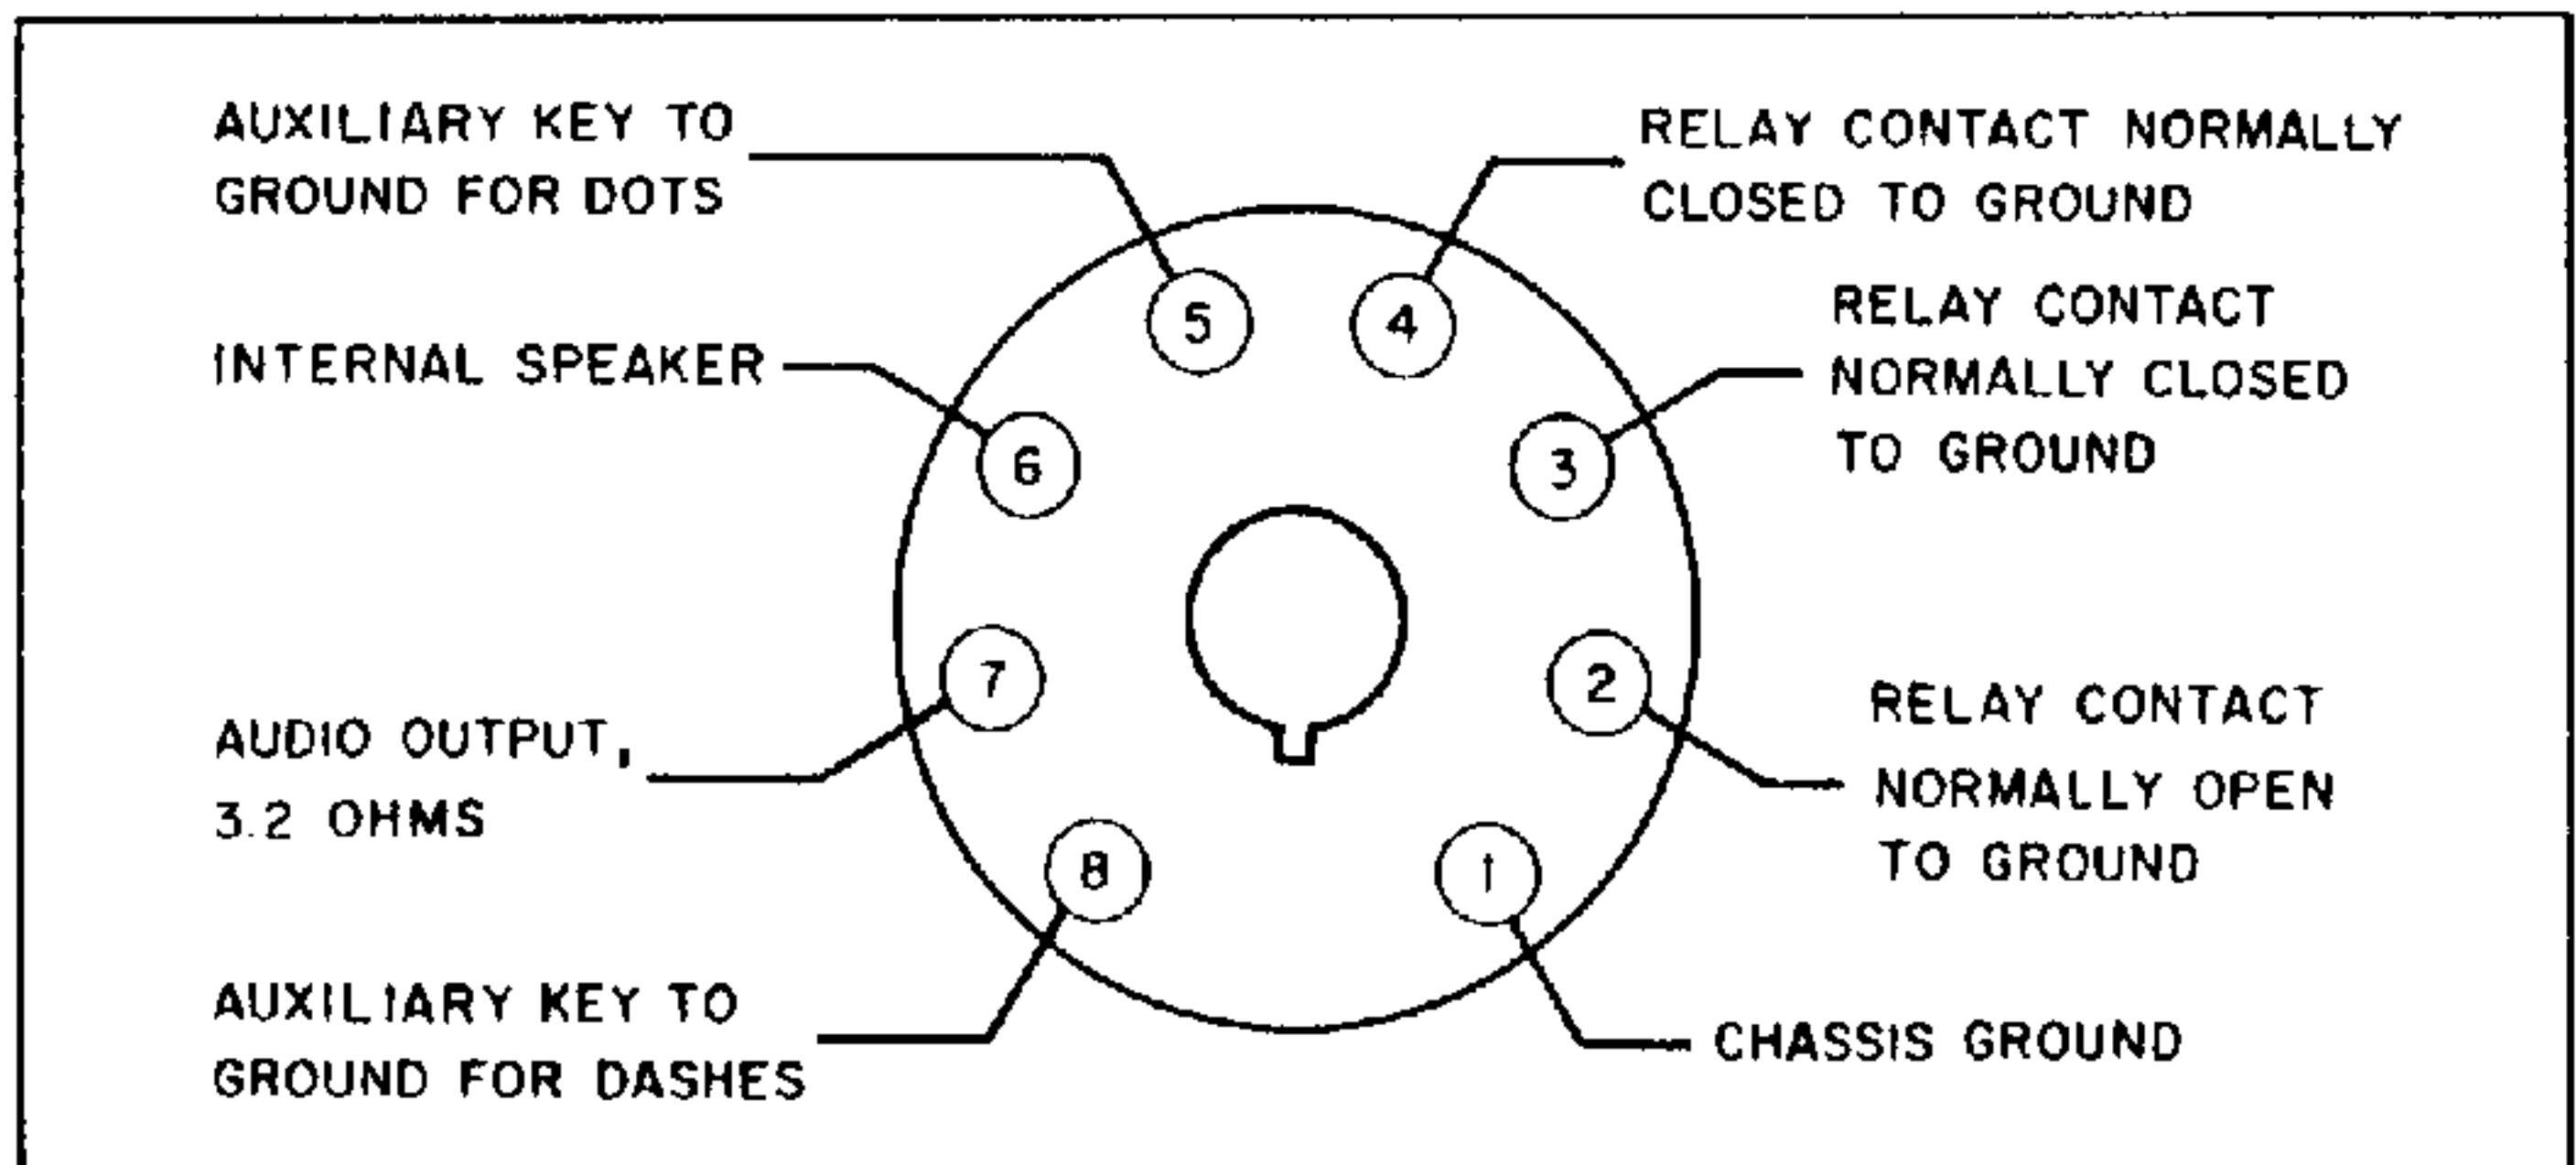 AUXILIARY KEY TO
GROUND FOR DOTS
RELAY CONTACT NORMALLY
CLOSED TO GROUND
INTERNAL SPEAKER
RELAY CONTACT
NORMALLY CLOSED
TO GROUND
5
4
6
3
7
2
8
1
AUDIO OUTPUT,
3.2 OHMS
RELAY CONTACT
NORMALLY OPEN
TO GROUND
AUXILIARY KEY TO
GROUND FOR DASHES
CHASSIS GROUND